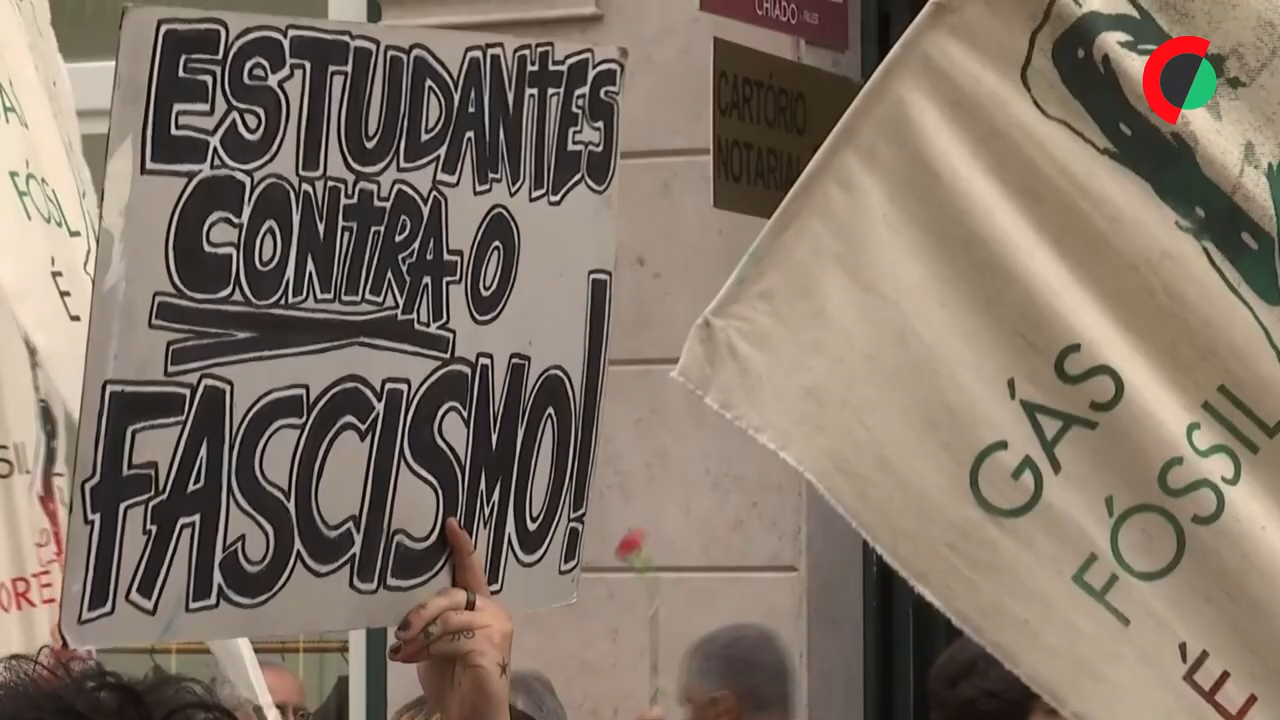 ESTUDANTES
CONTRA O
FASCISMO!
CHIADO
CARTÓRIO
NOTARIAL
GÁS
FÓSSIL
É
FÓSSIL
É